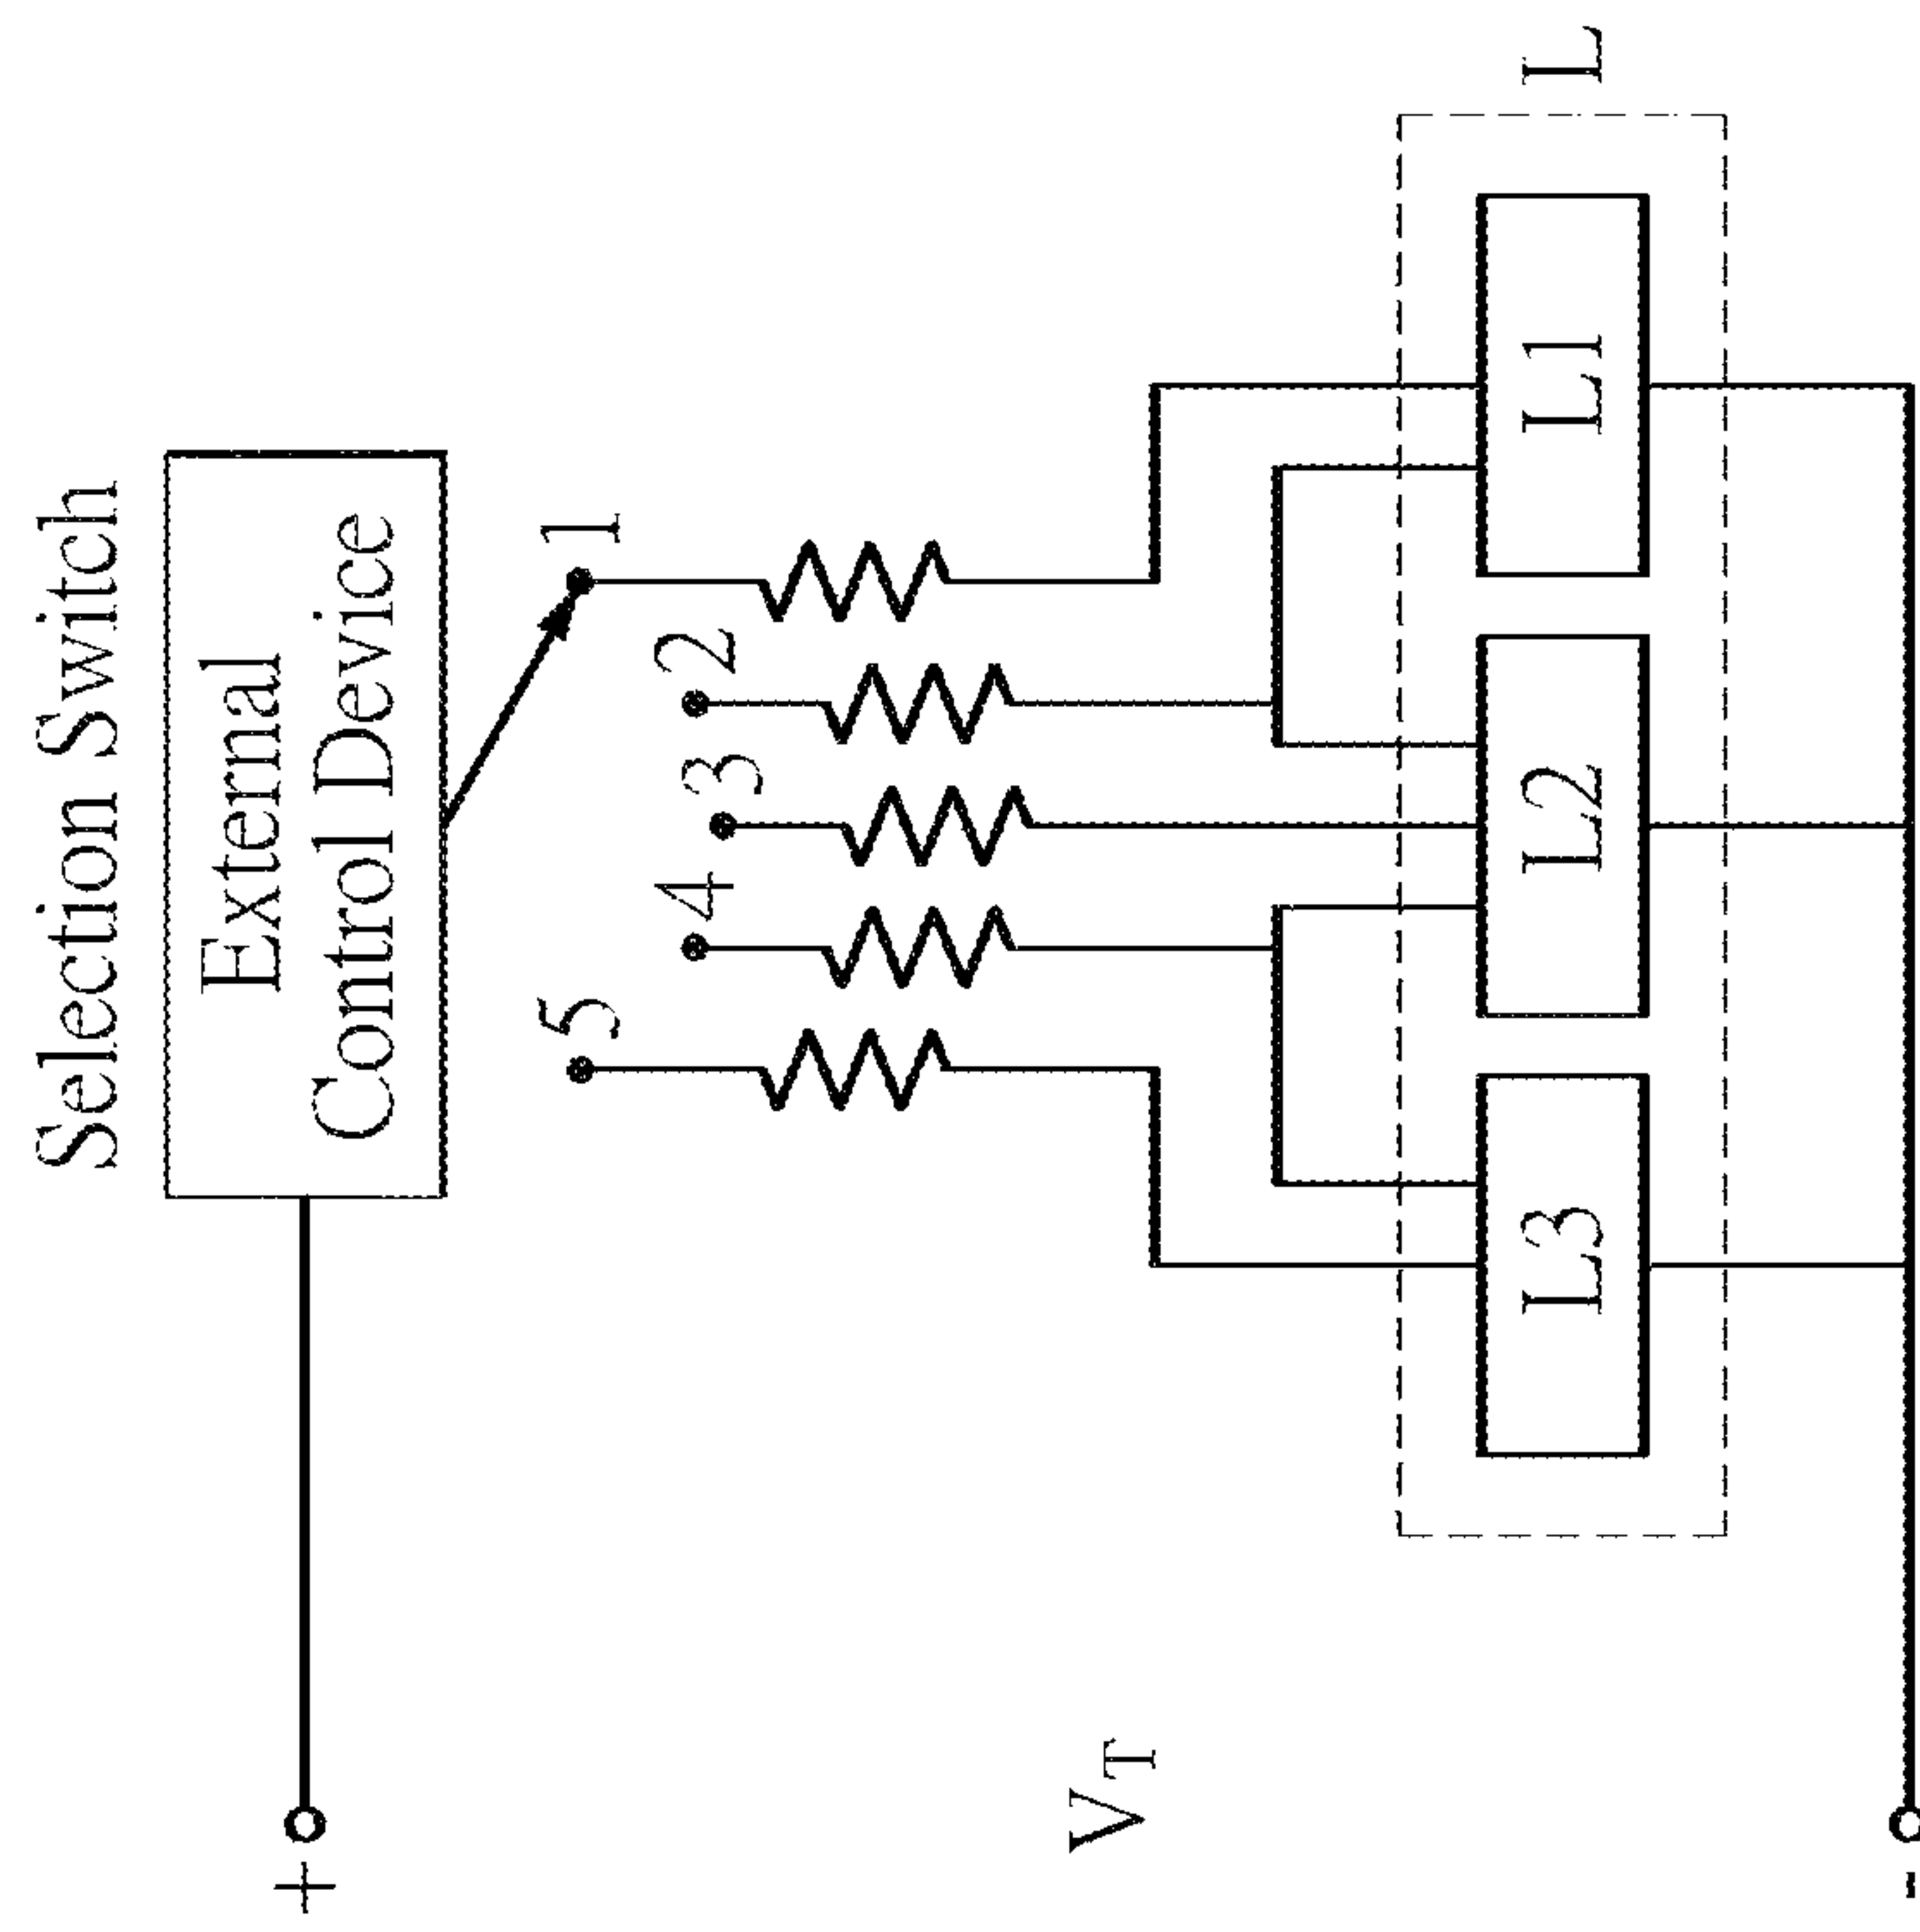 Selection Switch
External
Control Device
+
5
4
3
2
1
V_T
L3
L2
L1
L
-